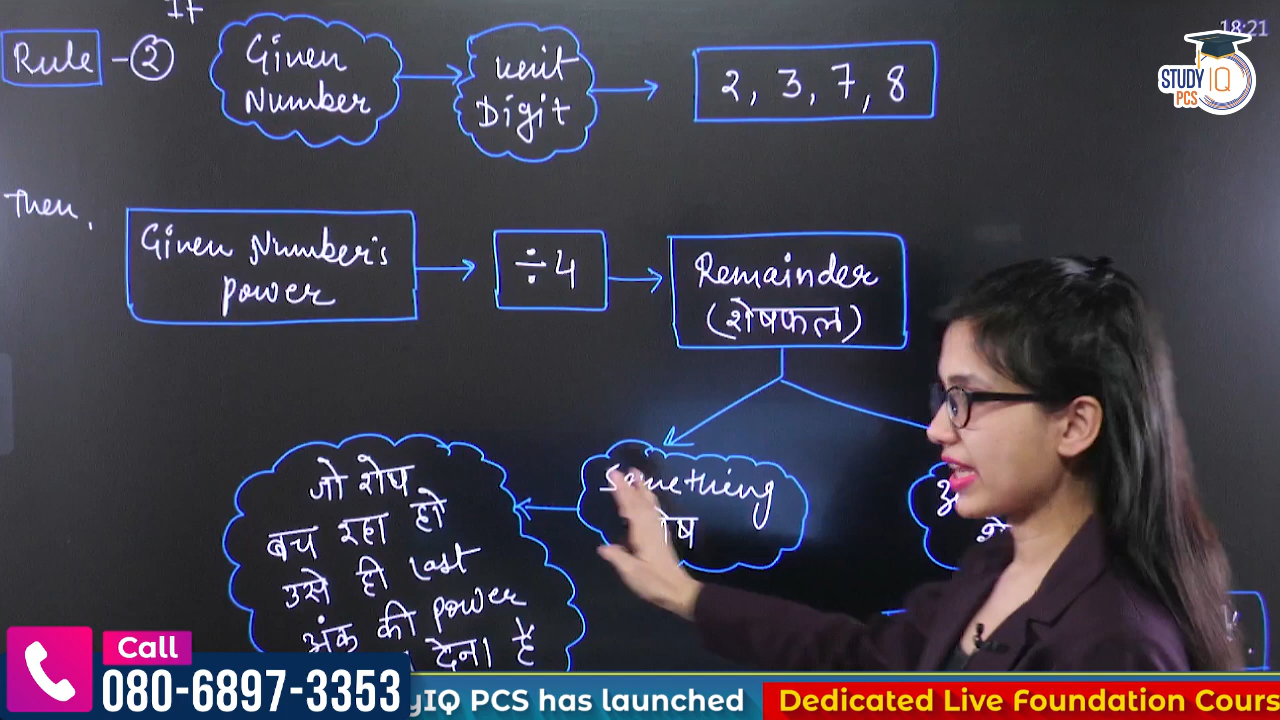 If
18:21
Rule - 2
Given
Number
unit
Digit
2, 3, 7, 8
STUDY IQ
PCS
Then,
Given Number's
power
÷4
Remainder
(शेषफल)
जो शेष
बच रहा हो
उसे ही last
अंक की power
देना है
Something
Call
080-6897-3353
yIQ PCS has launched
Dedicated Live Foundation Cours